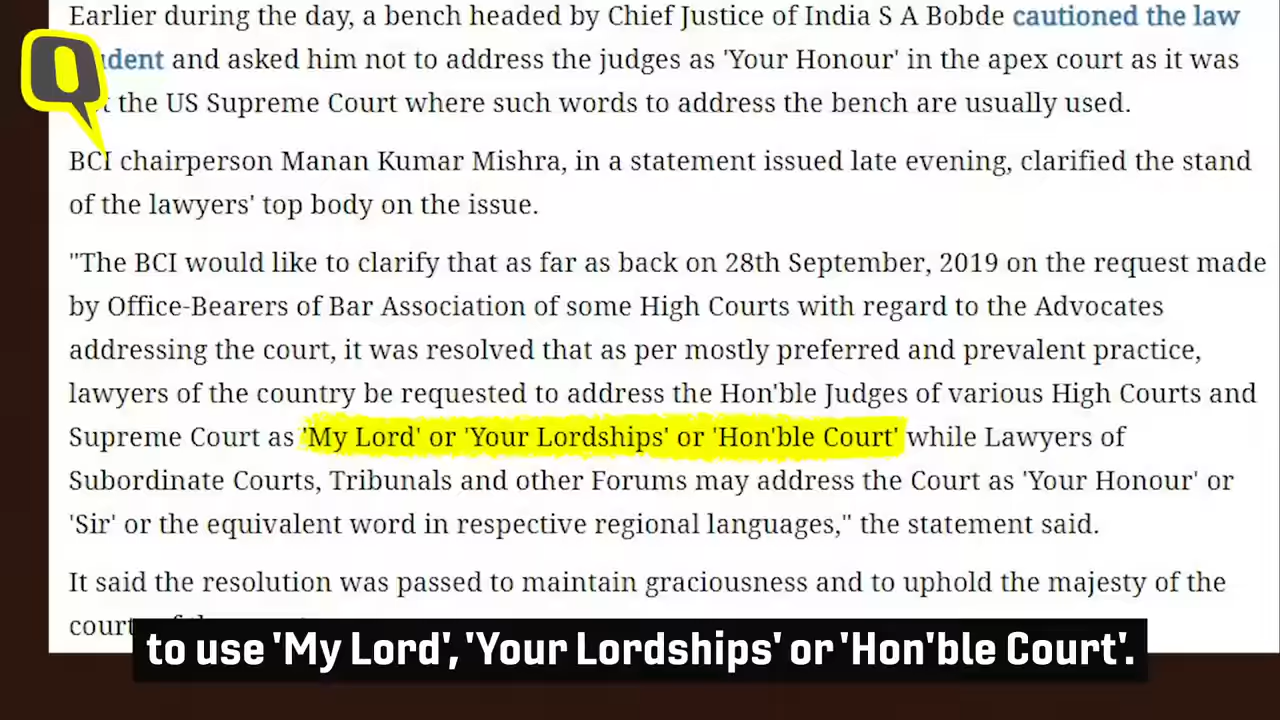 Earlier during the day, a bench headed by Chief Justice of India S A Bobde cautioned the law
dent and asked him not to address the judges as 'Your Honour' in the apex court as it was
t the US Supreme Court where such words to address the bench are usually used.
BCI chairperson Manan Kumar Mishra, in a statement issued late evening, clarified the stand
of the lawyers' top body on the issue.
"The BCI would like to clarify that as far as back on 28th September, 2019 on the request made
by Office-Bearers of Bar Association of some High Courts with regard to the Advocates
addressing the court, it was resolved that as per mostly preferred and prevalent practice,
lawyers of the country be requested to address the Hon'ble Judges of various High Courts and
Supreme Court as 'My Lord' or 'Your Lordships' or 'Hon'ble Court' while Lawyers of
Subordinate Courts, Tribunals and other Forums may address the Court as 'Your Honour' or
'Sir' or the equivalent word in respective regional languages," the statement said.
It said the resolution was passed to maintain graciousness and to uphold the majesty of the
court
to use 'My Lord', 'Your Lordships' or 'Hon'ble Court'.